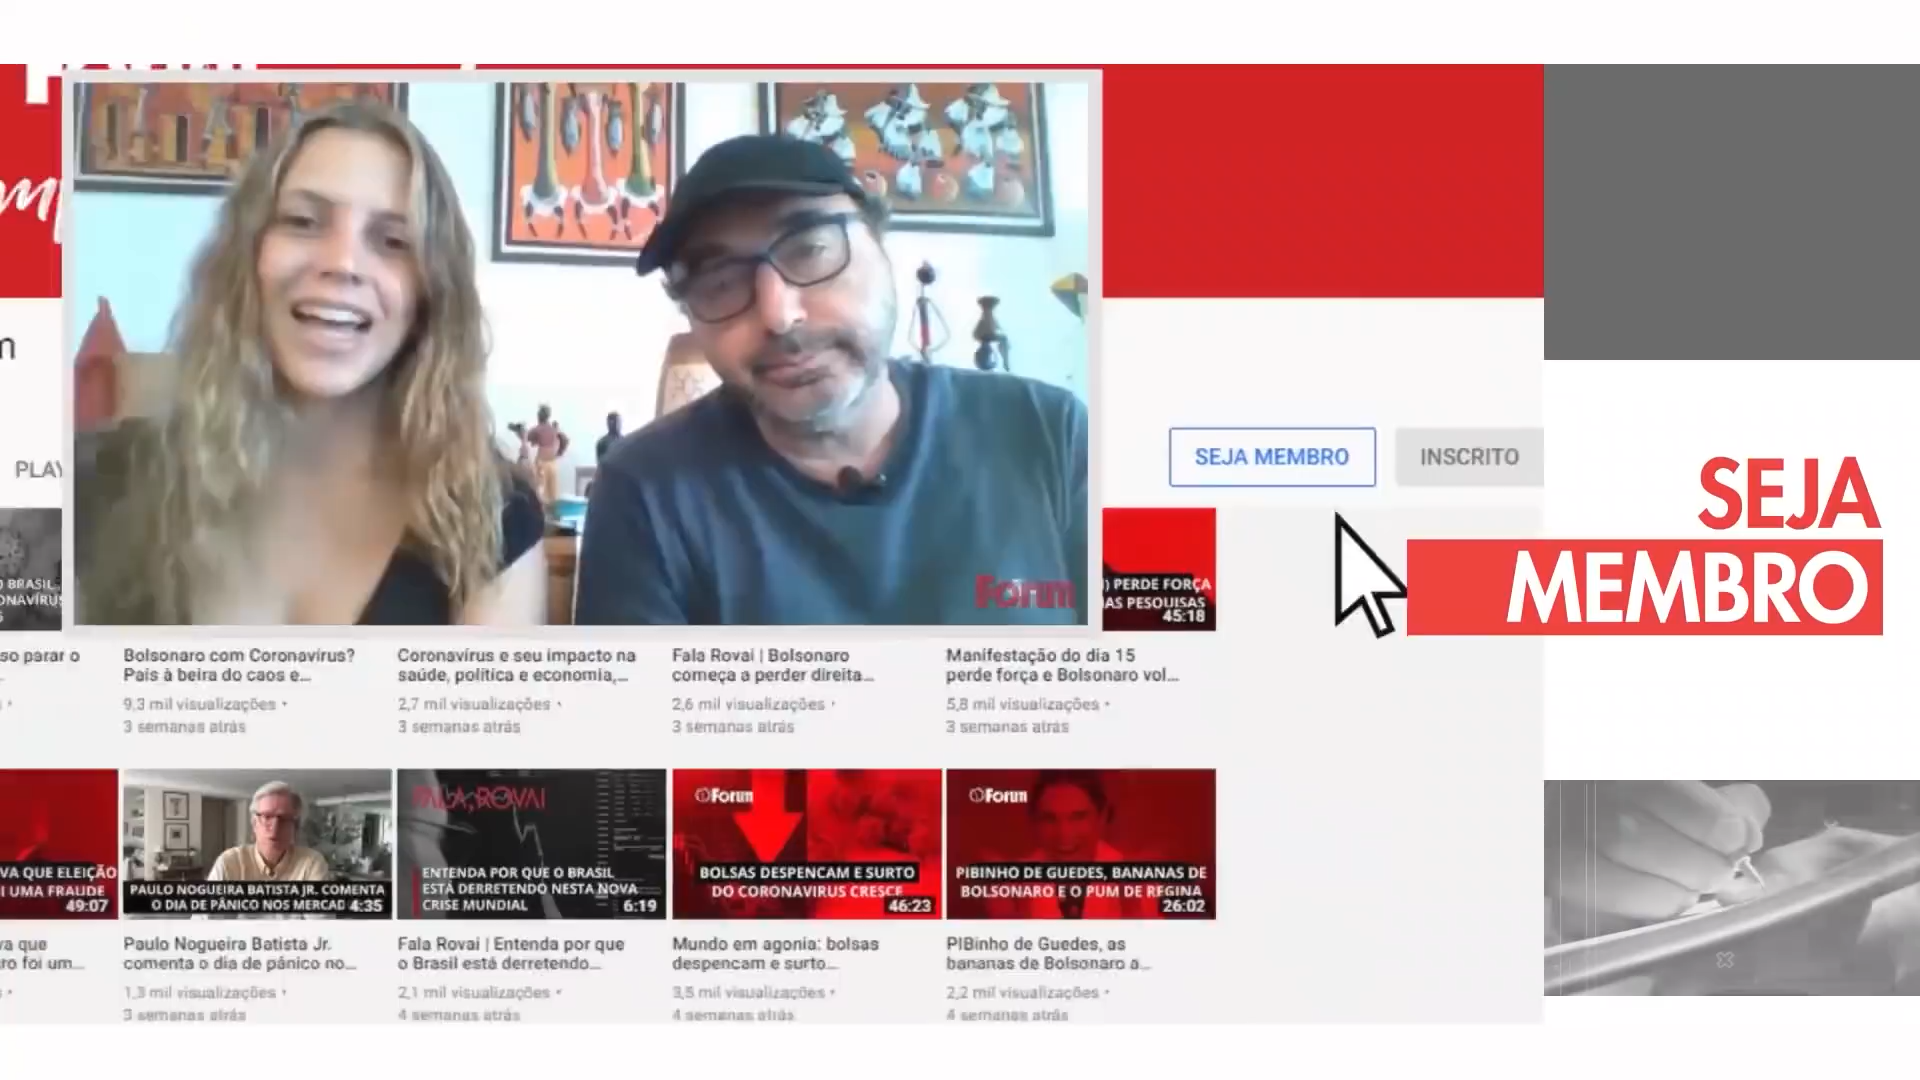 m
PLAY
Forum
SEJA MEMBRO
INSCRITO
SEJA
MEMBRO
BRASIL
PERDE FORÇA
AS PESQUISAS
45:18
so parar o
Bolsonaro com Coronavírus?
País à beira do caos e...
9,3 mil visualizações •
3 semanas atrás
Coronavírus e seu impacto na
saúde, política e economia,...
2,7 mil visualizações •
3 semanas atrás
Fala Rovai | Bolsonaro
começa a perder direita...
2,6 mil visualizações •
3 semanas atrás
Manifestação do dia 15
perde força e Bolsonaro vol...
5,8 mil visualizações •
3 semanas atrás
VA QUE ELEIÇÃO
I UMA FRAUDE
49:07
PAULO NOGUEIRA BATISTA JR. COMENTA
O DIA DE PÂNICO NOS MERCAD
4:35
FALA, ROVAI
ENTENDA POR QUE O BRASIL
ESTÁ DERRETENDO NESTA NOVA
CRISE MUNDIAL
6:19
Forum
BOLSAS DESPENCAM E SURTO
DO CORONAVIRUS CRESCE
46:23
Forum
PIBINHO DE GUEDES, BANANAS DE
BOLSONARO E O PUM DE REGINA
26:02
va que
ro foi um...
Paulo Nogueira Batista Jr.
comenta o dia de pânico no...
1,3 mil visualizações •
3 semanas atrás
Fala Rovai | Entenda por que
o Brasil está derretendo...
2,1 mil visualizações •
4 semanas atrás
Mundo em agonia: bolsas
despencam e surto...
3,5 mil visualizações •
4 semanas atrás
PIBinho de Guedes, as
bananas de Bolsonaro o...
2,2 mil visualizações •
4 semanas atrás